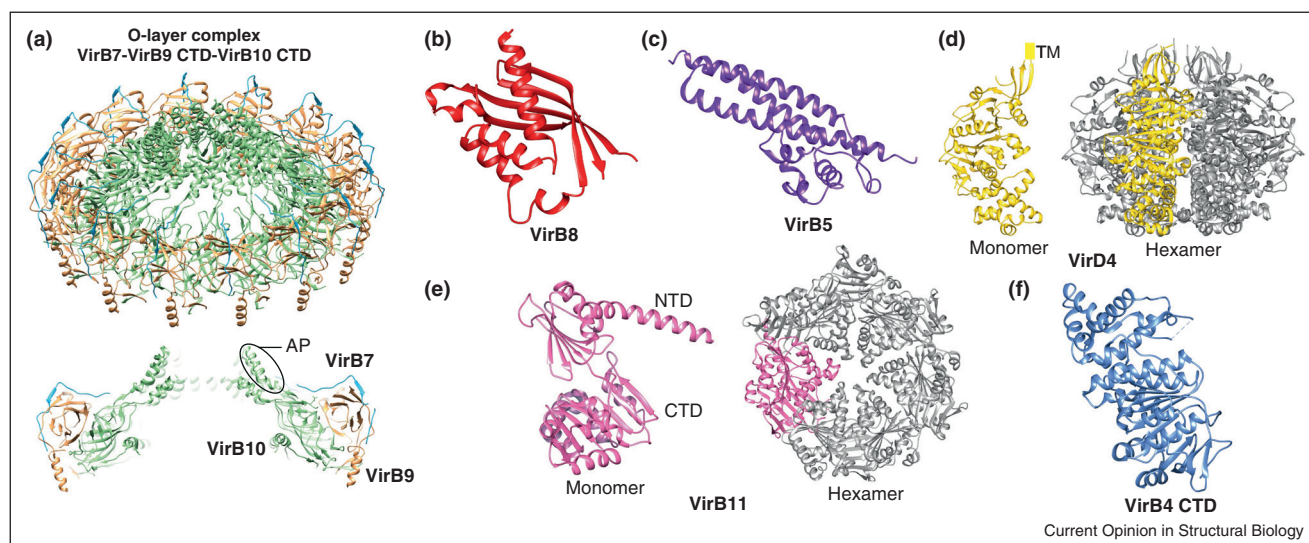 (a)
O-layer complex
VirB7-VirB9 CTD-VirB10 CTD
AP
VirB7
VirB10
VirB9
(b)
VirB8
(c)
VirB5
(d)
TM
Monomer
Hexamer
VirD4
(e)
NTD
CTD
Monomer
Hexamer
VirB11
(f)
VirB4 CTD
Current Opinion in Structural Biology